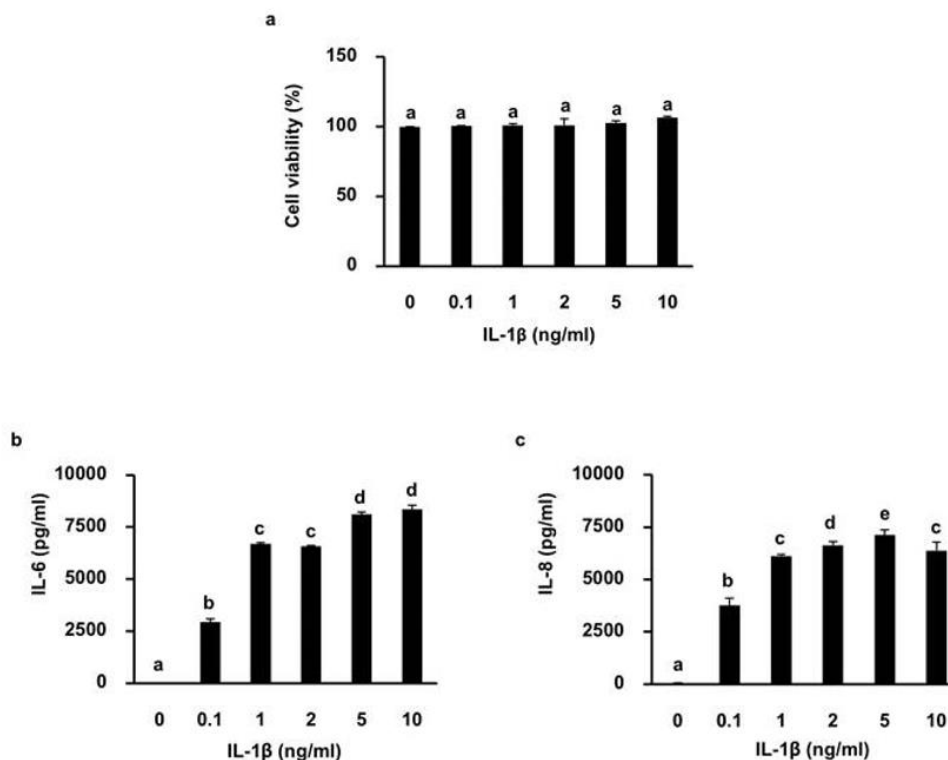 a
150
100
50
0
Cell viability (%)
a a a a a a
0 0.1 1 2 5 10
IL-1β (ng/ml)
b
10000
7500
5000
2500
0
IL-6 (pg/ml)
a b c c d d
0 0.1 1 2 5 10
IL-1β (ng/ml)
c
10000
7500
5000
2500
0
IL-8 (pg/ml)
a b c d e c
0 0.1 1 2 5 10
IL-1β (ng/ml)